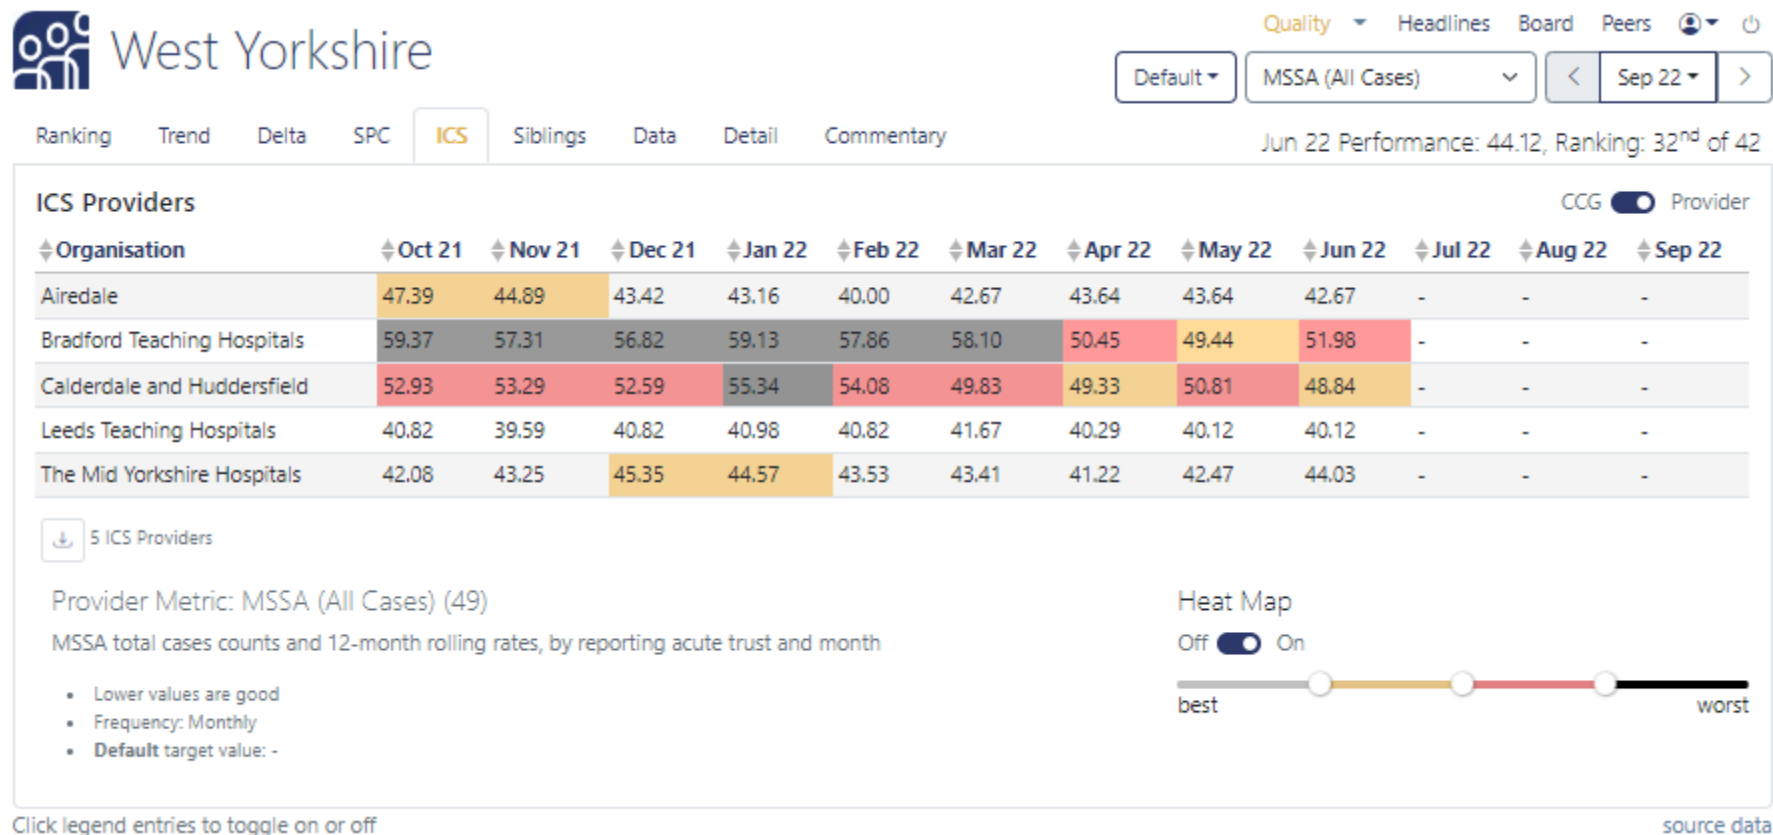 West Yorkshire
Quality Headlines Board Peers
Default MSSA (All Cases) Sep 22
Ranking Trend Delta SPC ICS Siblings Data Detail Commentary
Jun 22 Performance: 44.12, Ranking: 32nd of 42
ICS Providers
CCG Provider
Organisation Oct 21 Nov 21 Dec 21 Jan 22 Feb 22 Mar 22 Apr 22 May 22 Jun 22 Jul 22 Aug 22 Sep 22
Airedale 47.39 44.89 43.42 43.16 40.00 42.67 43.64 43.64 42.67 - - -
Bradford Teaching Hospitals 59.37 57.31 56.82 59.13 57.86 58.10 50.45 49.44 51.98 - - -
Calderdale and Huddersfield 52.93 53.29 52.59 55.34 54.08 49.83 49.33 50.81 48.84 - - -
Leeds Teaching Hospitals 40.82 39.59 40.82 40.98 40.82 41.67 40.29 40.12 40.12 - - -
The Mid Yorkshire Hospitals 42.08 43.25 45.35 44.57 43.53 43.41 41.22 42.47 44.03 - - -
5 ICS Providers
Provider Metric: MSSA (All Cases) (49)
MSSA total cases counts and 12-month rolling rates, by reporting acute trust and month
• Lower values are good
• Frequency: Monthly
• Default target value: -
Heat Map
Off On
best worst
Click legend entries to toggle on or off
source data